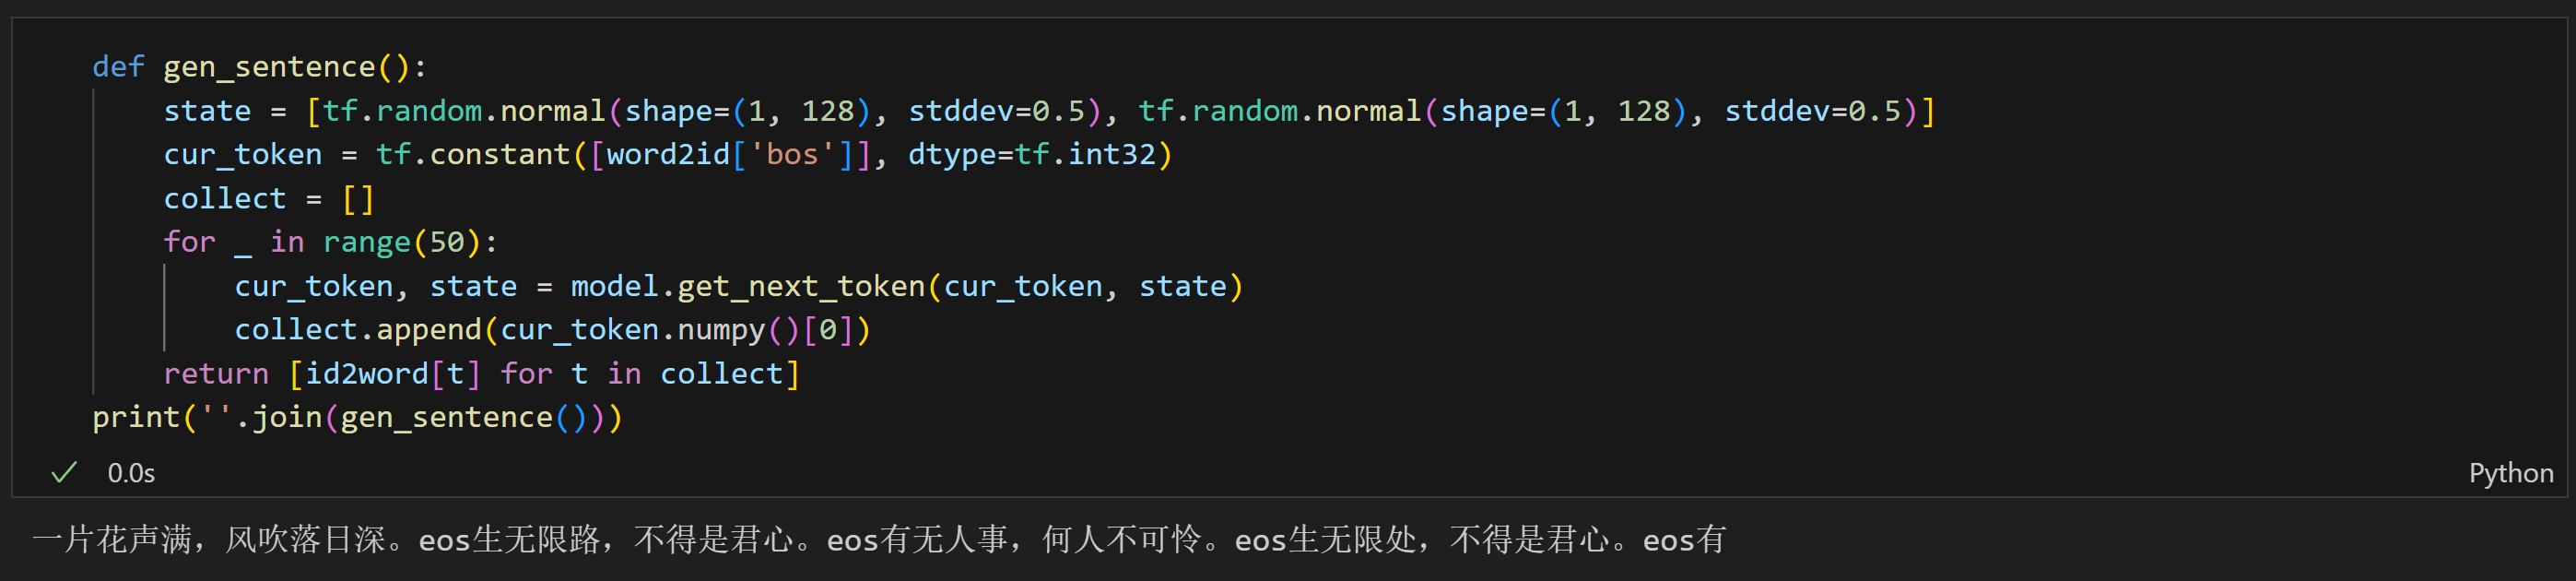 def gen_sentence():
    state = [tf.random.normal(shape=(1, 128), stddev=0.5), tf.random.normal(shape=(1, 128), stddev=0.5)]
    cur_token = tf.constant([word2id['bos']], dtype=tf.int32)
    collect = []
    for _ in range(50):
        cur_token, state = model.get_next_token(cur_token, state)
        collect.append(cur_token.numpy()[0])
    return [id2word[t] for t in collect]
print(''.join(gen_sentence()))
0.0s
Python
一片花声满，风吹落日深。eos生无限路，不得是君心。eos有无人事，何人不可怜。eos生无限处，不得是君心。eos有